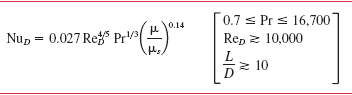 Nu_D = 0.027 Re_D^{4/5} Pr^{1/3} (μ/μ_s)^{0.14}
[0.7 ≤ Pr ≤ 16,700
Re_D ≳ 10,000
L/D ≳ 10]